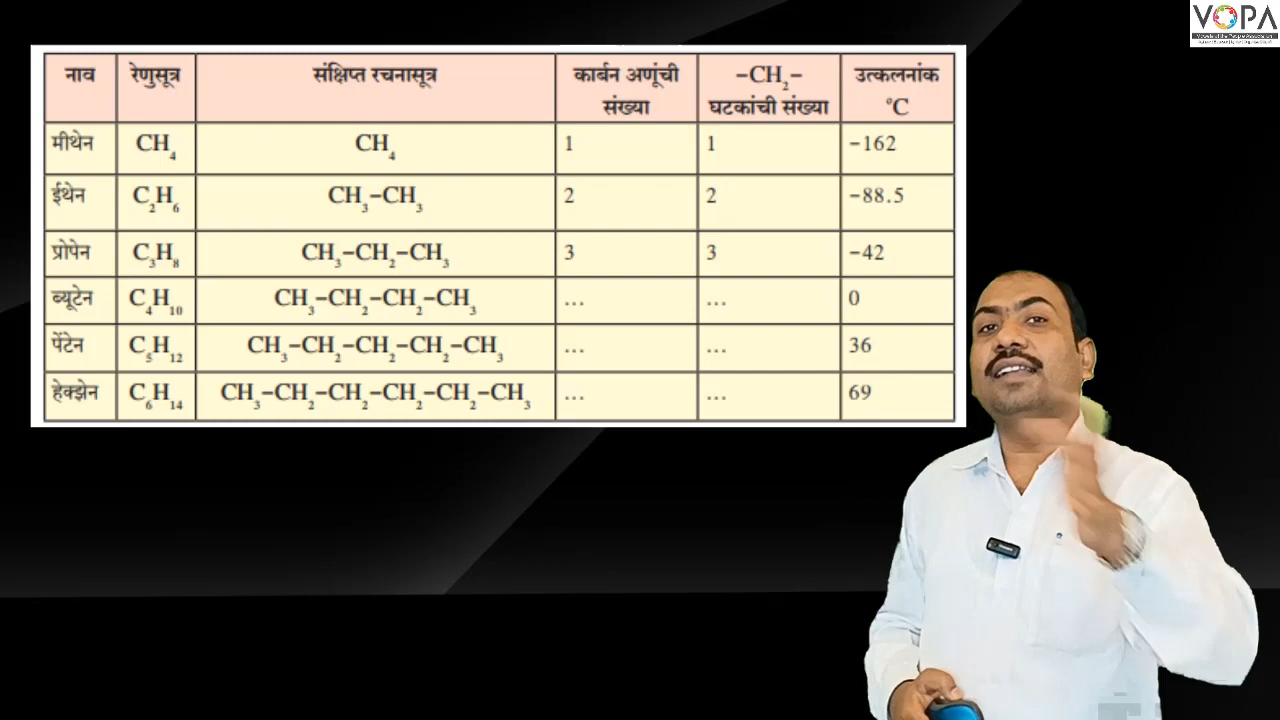 VOPA
नाव रेणुसूत्र संक्षिप्त रचनासूत्र कार्बन अणूंची संख्या −CH₂− घटकांची संख्या उत्कलनांक °C
मीथेन CH₄ CH₄ 1 1 −162
ईथेन C₂H₆ CH₃−CH₃ 2 2 −88.5
प्रोपेन C₃H₈ CH₃−CH₂−CH₃ 3 3 −42
ब्यूटेन C₄H₁₀ CH₃−CH₂−CH₂−CH₃ ... ... 0
पेंटेन C₅H₁₂ CH₃−CH₂−CH₂−CH₂−CH₃ ... ... 36
हेक्झेन C₆H₁₄ CH₃−CH₂−CH₂−CH₂−CH₂−CH₃ ... ... 69